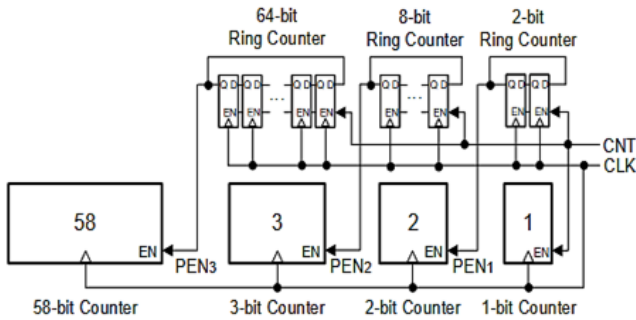 64-bit
Ring Counter
8-bit
Ring Counter
2-bit
Ring Counter
Q D Q D ... Q D Q D
Q D ... Q D
Q D Q D
EN EN ... EN EN
EN ... EN
EN EN
CNT
CLK
58
3
2
1
EN
EN
EN
EN
PEN3
PEN2
PEN1
58-bit Counter
3-bit Counter
2-bit Counter
1-bit Counter